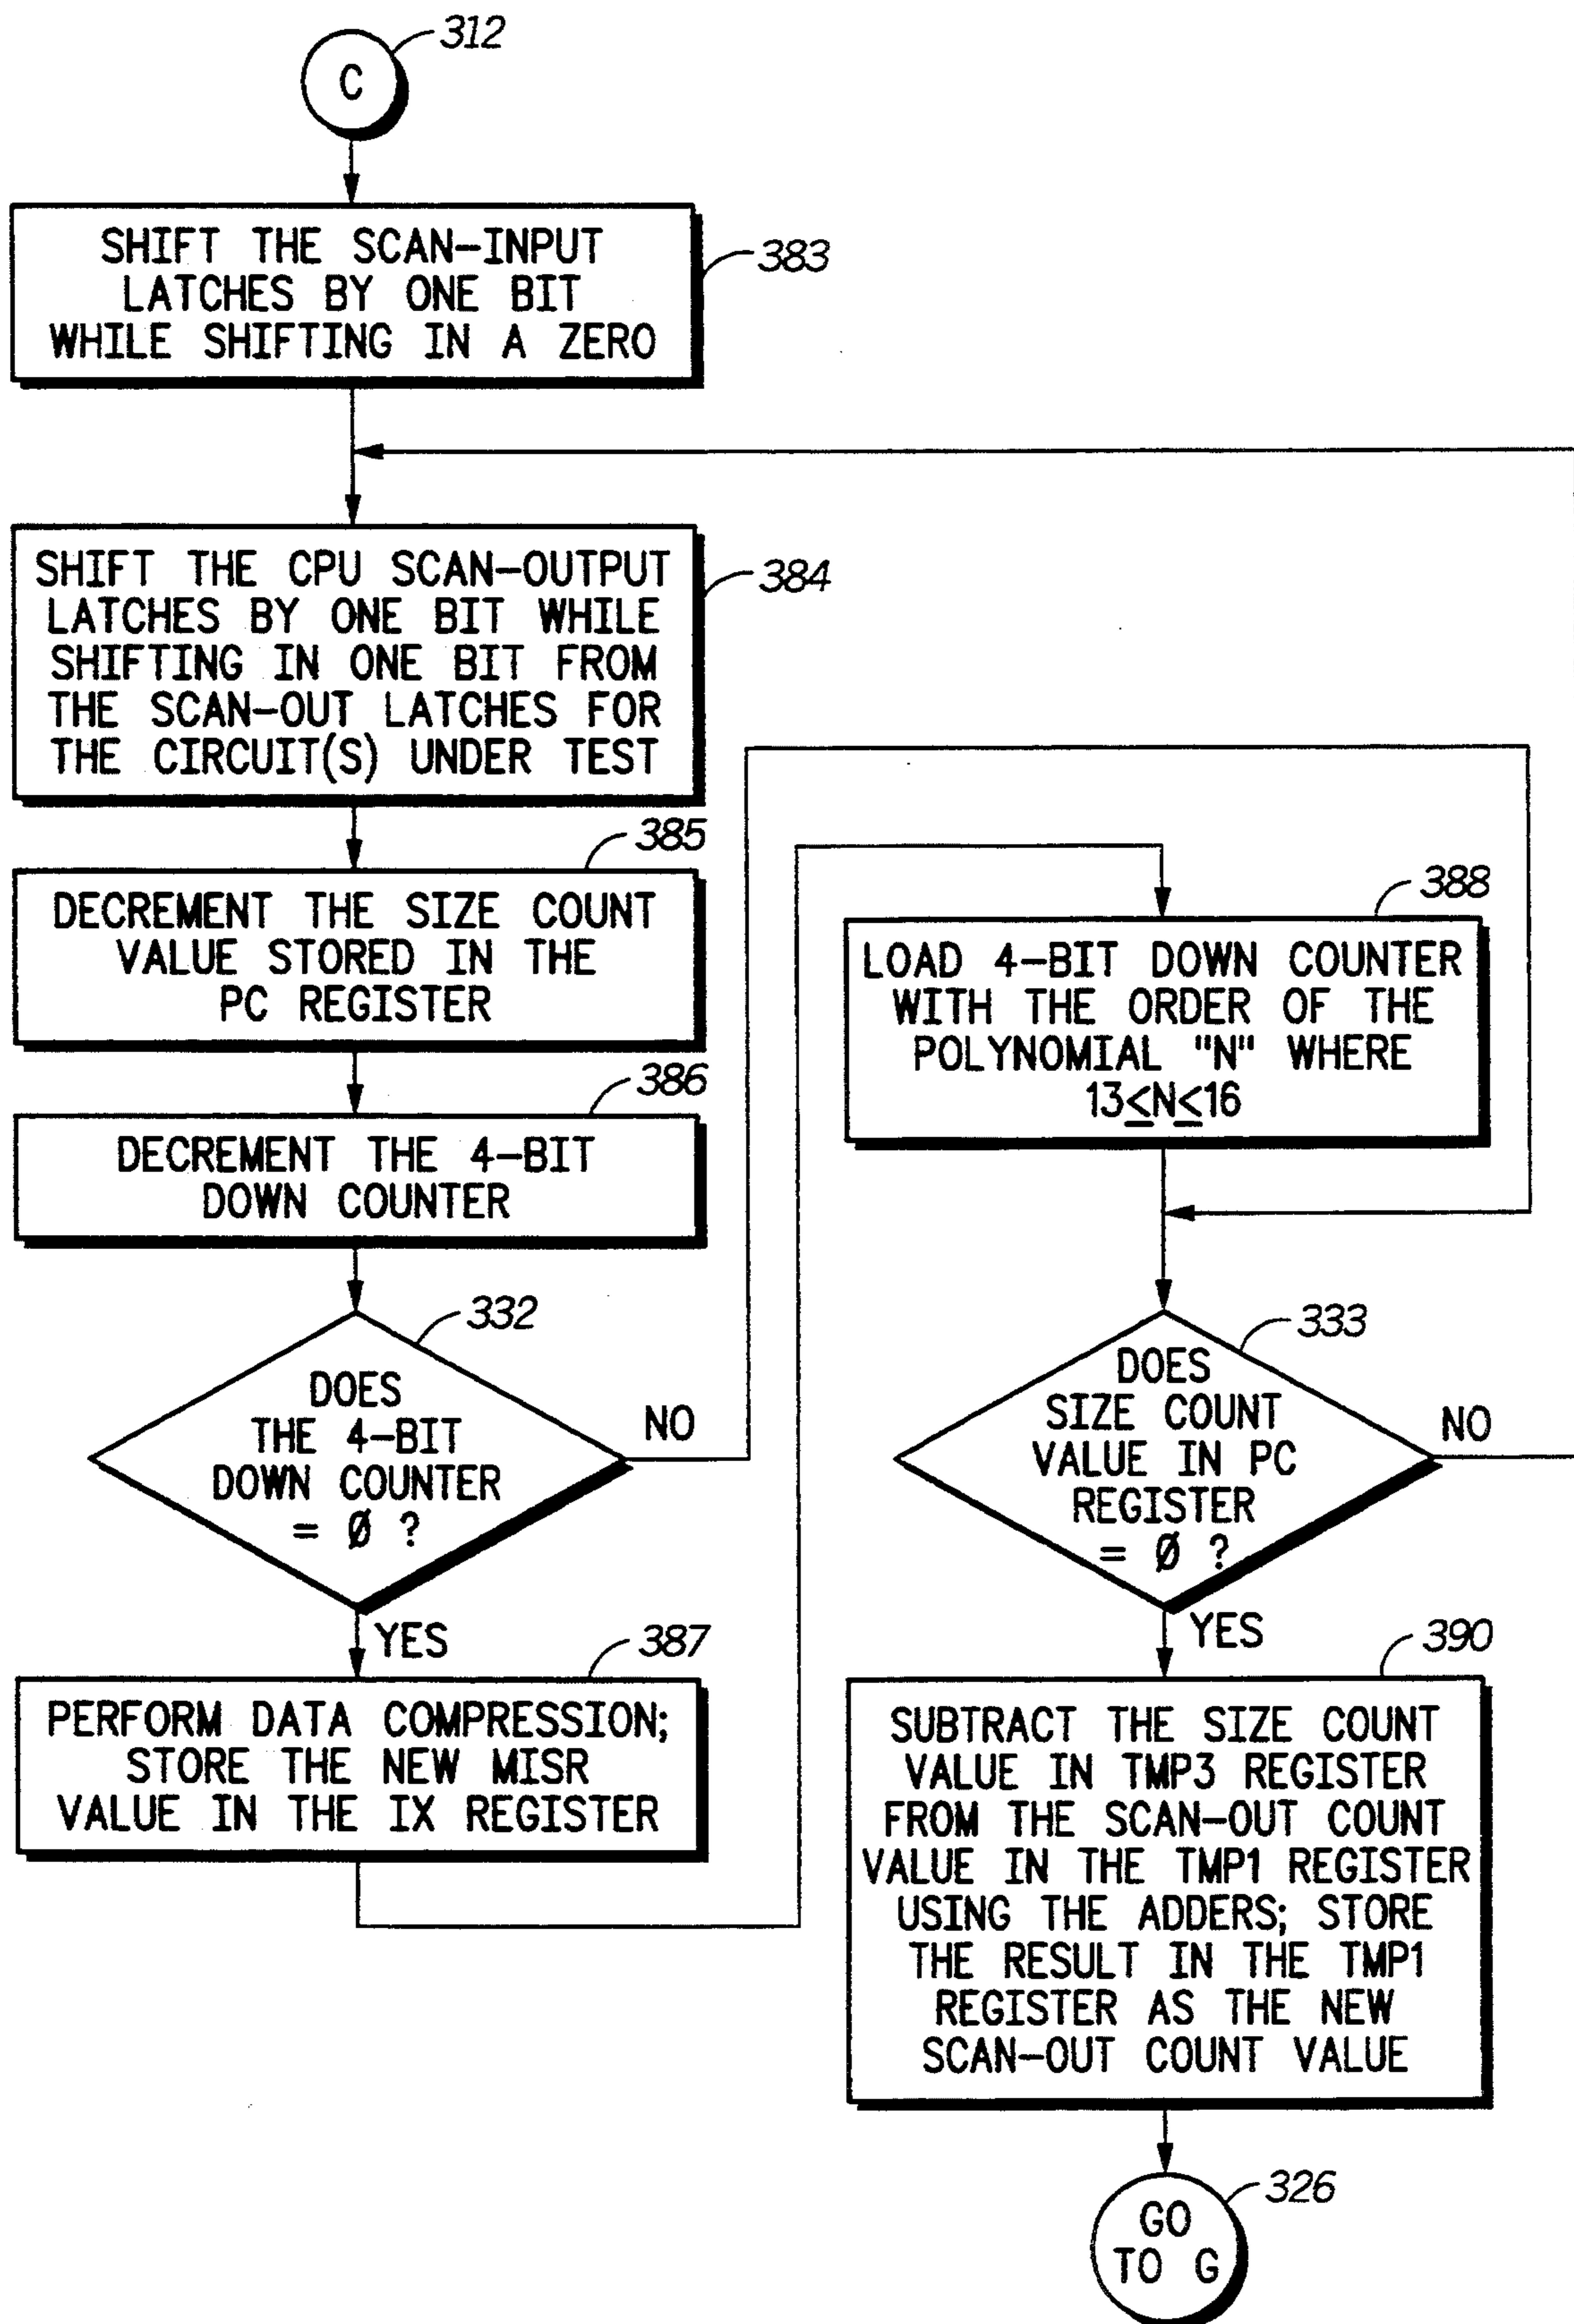 312
C
SHIFT THE SCAN-INPUT
LATCHES BY ONE BIT
WHILE SHIFTING IN A ZERO
383
SHIFT THE CPU SCAN-OUTPUT
LATCHES BY ONE BIT WHILE
SHIFTING IN ONE BIT FROM
THE SCAN-OUT LATCHES FOR
THE CIRCUIT(S) UNDER TEST
384
385
DECREMENT THE SIZE COUNT
VALUE STORED IN THE
PC REGISTER
386
DECREMENT THE 4-BIT
DOWN COUNTER
332
DOES
THE 4-BIT
DOWN COUNTER
= Ø ?
NO
YES
387
PERFORM DATA COMPRESSION;
STORE THE NEW MISR
VALUE IN THE IX REGISTER
388
LOAD 4-BIT DOWN COUNTER
WITH THE ORDER OF THE
POLYNOMIAL "N" WHERE
13≤N≤16
333
DOES
SIZE COUNT
VALUE IN PC
REGISTER
= Ø ?
NO
YES
390
SUBTRACT THE SIZE COUNT
VALUE IN TMP3 REGISTER
FROM THE SCAN-OUT COUNT
VALUE IN THE TMP1 REGISTER
USING THE ADDERS; STORE
THE RESULT IN THE TMP1
REGISTER AS THE NEW
SCAN-OUT COUNT VALUE
326
GO
TO G